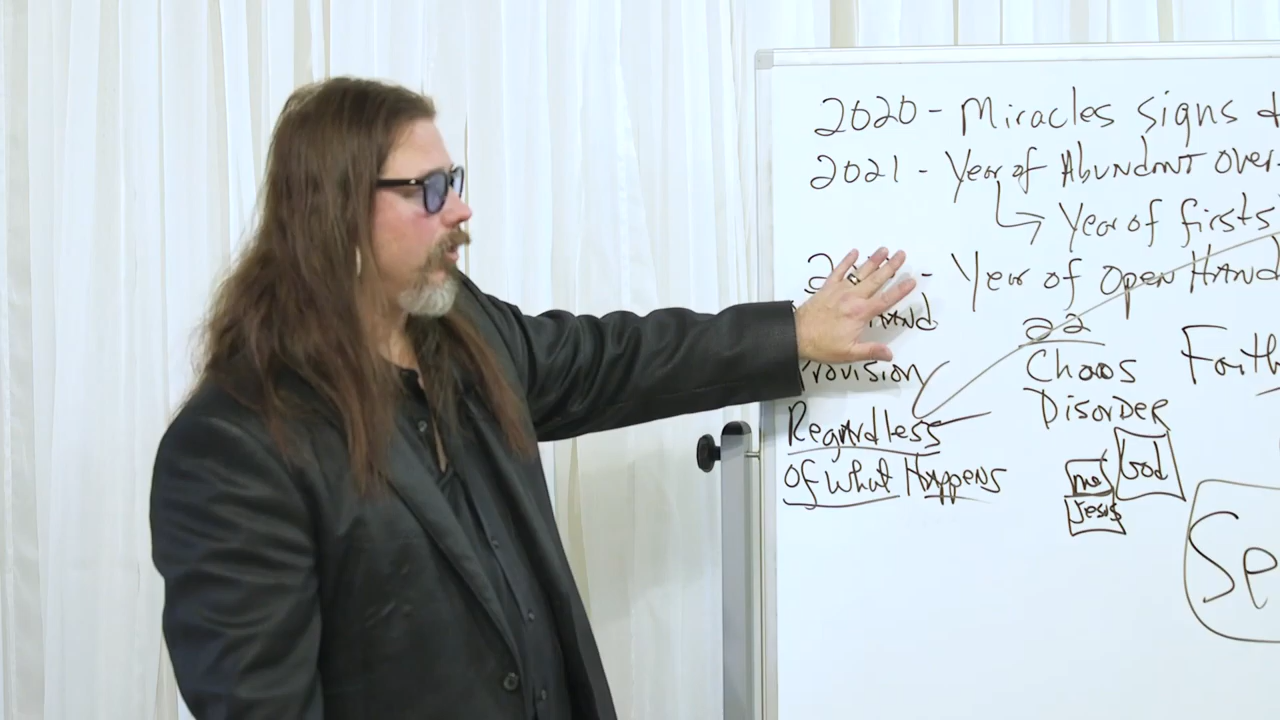 2020 - Miracles signs &
2021 - Year of Abundant Over-
Year of firsts
- Year of Open Hand
22
Provision
Chaos
Faith
Regardless
Disorder
Of What Happens
me
God
Jesus
Se